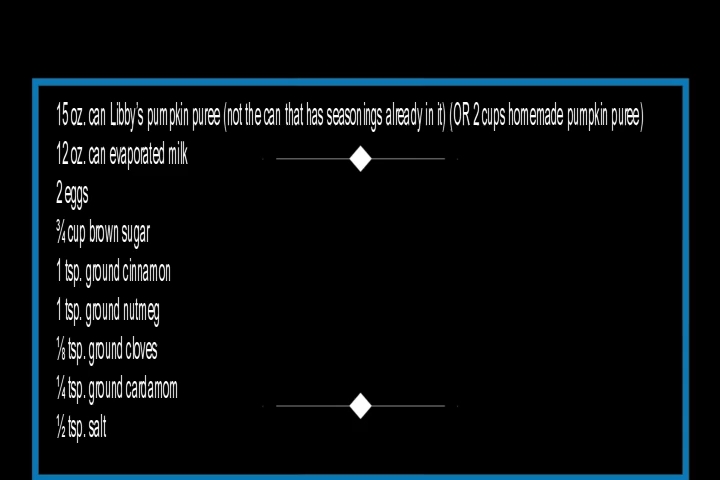 15 oz. can Libby's pumpkin puree (not the can that has seasonings already in it) (OR 2 cups homemade pumpkin puree)
12 oz. can evaporated milk
2 eggs
¾ cup brown sugar
1 tsp. ground cinnamon
1 tsp. ground nutmeg
⅛ tsp. ground cloves
¼ tsp. ground cardamom
½ tsp. salt